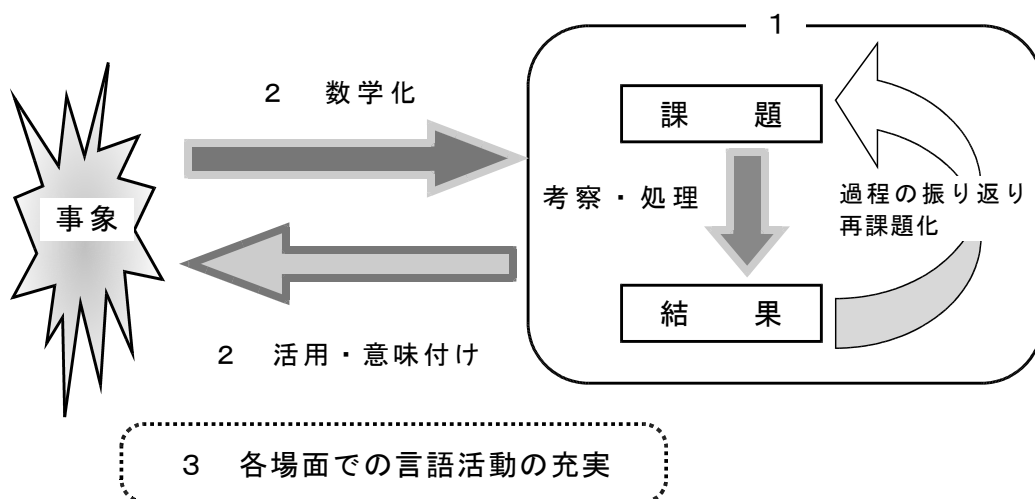 1
2 数学化
課 題
考察・処理
過程の振り返り
再課題化
事象
結 果
2 活用・意味付け
3 各場面での言語活動の充実